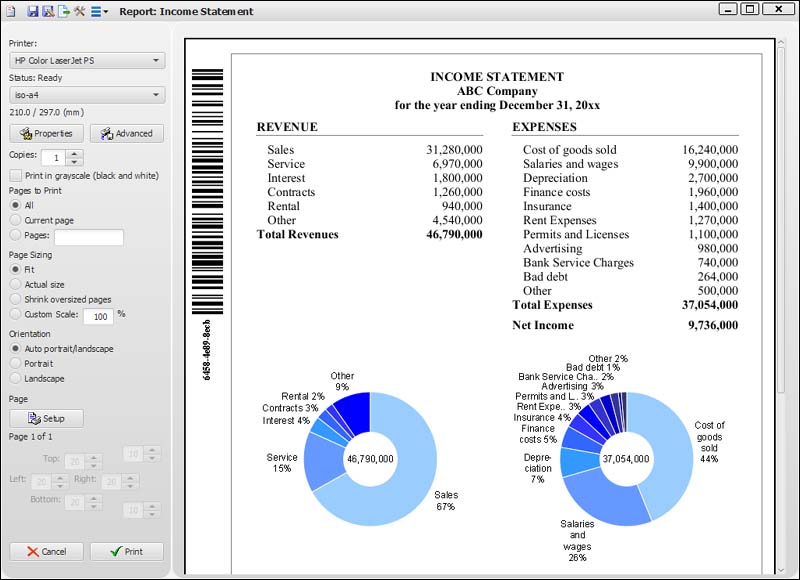 Report: Income Statement
Printer:
HP Color LaserJet PS
Status: Ready
iso-a4
210.0 / 297.0 (mm)
Properties Advanced
Copies: 1
Print in grayscale (black and white)
Pages to Print
All
Current page
Pages:
Page Sizing
Fit
Actual size
Shrink oversized pages
Custom Scale: 100 %
Orientation
Auto portrait/landscape
Portrait
Landscape
Page
Setup
Page 1 of 1
Top: 20 10
Left: 20 Right: 20
Bottom: 20 10
Cancel Print
6458-4e89-8ecb
INCOME STATEMENT
ABC Company
for the year ending December 31, 20xx
REVENUE
Sales 31,280,000
Service 6,970,000
Interest 1,800,000
Contracts 1,260,000
Rental 940,000
Other 4,540,000
Total Revenues 46,790,000
EXPENSES
Cost of goods sold 16,240,000
Salaries and wages 9,900,000
Depreciation 2,700,000
Finance costs 1,960,000
Insurance 1,400,000
Rent Expenses 1,270,000
Permits and Licenses 1,100,000
Advertising 980,000
Bank Service Charges 740,000
Bad debt 264,000
Other 500,000
Total Expenses 37,054,000
Net Income 9,736,000
Other
9%
Rental 2%
Contracts 3%
Interest 4%
Service
15%
46,790,000
Sales
67%
Other 2%
Bad debt 1%
Bank Service Cha.. 2%
Advertising 3%
Permits and L.. 3%
Rent Expe.. 3%
Insurance 4%
Finance
costs 5%
Depre-
ciation
7%
37,054,000
Cost of
goods
sold
44%
Salaries
and
wages
26%